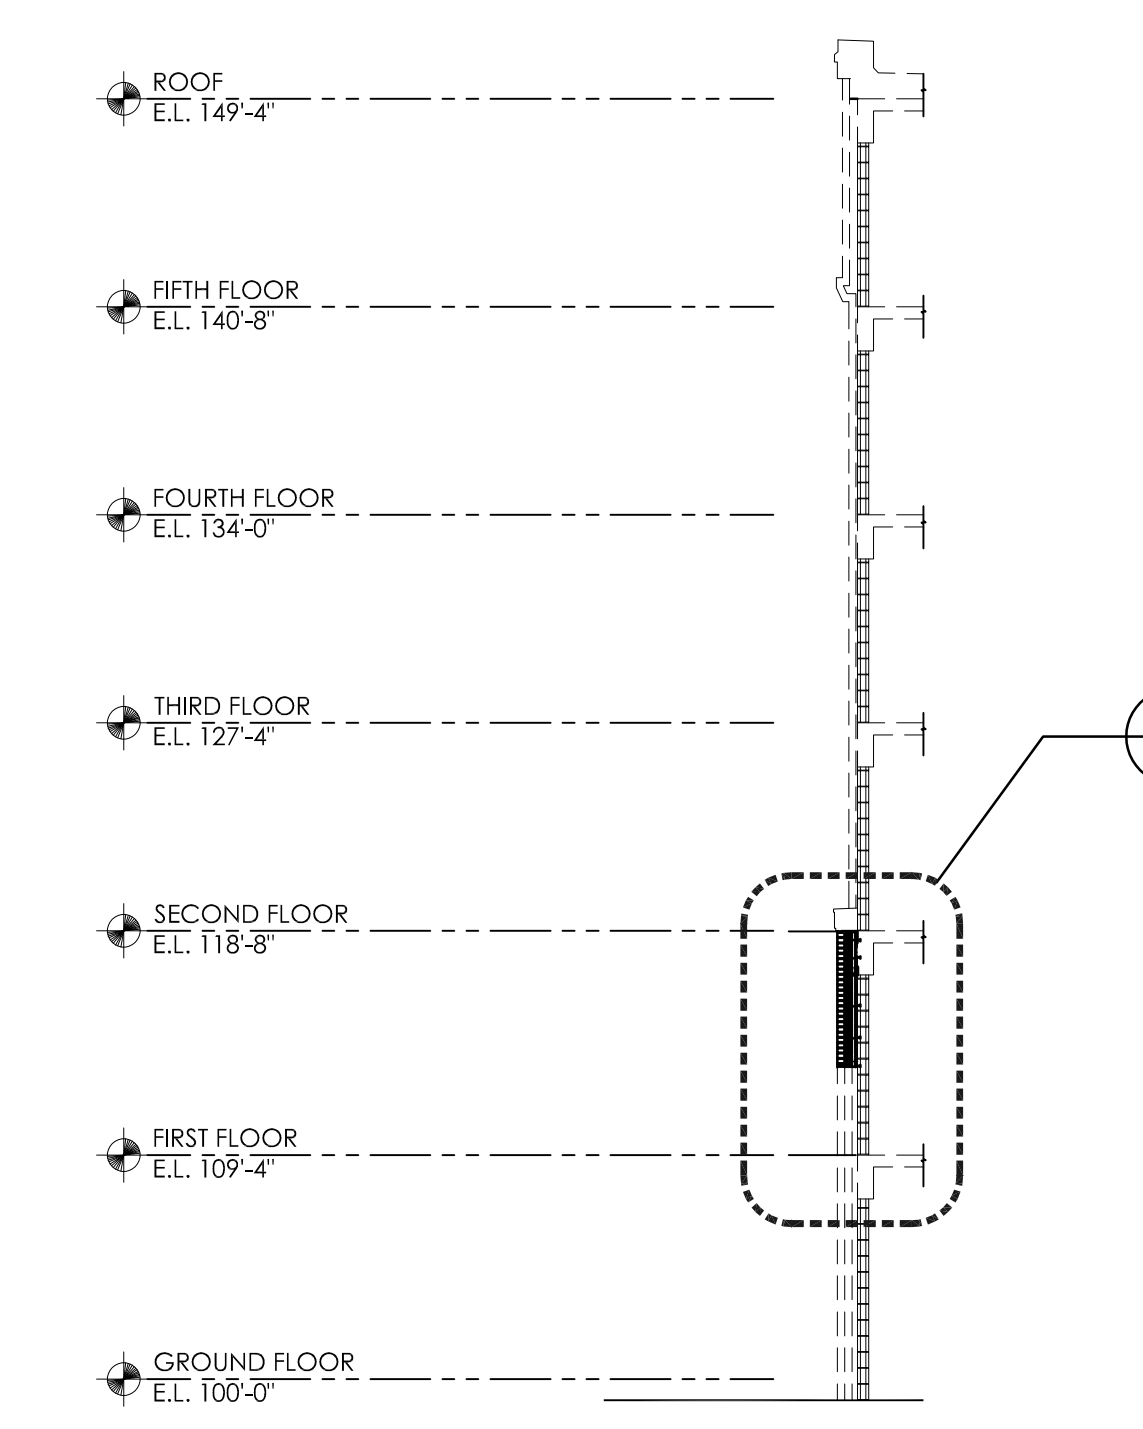 ROOF
E.L. 149'-4"
FIFTH FLOOR
E.L. 140'-8"
FOURTH FLOOR
E.L. 134'-0"
THIRD FLOOR
E.L. 127'-4"
SECOND FLOOR
E.L. 118'-8"
FIRST FLOOR
E.L. 109'-4"
GROUND FLOOR
E.L. 100'-0"